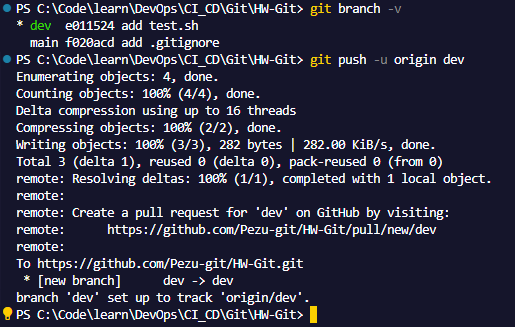 PS C:\Code\learn\DevOps\CI_CD\Git\HW-Git> git branch -v
* dev  e011524 add test.sh
  main f020acd add .gitignore
PS C:\Code\learn\DevOps\CI_CD\Git\HW-Git> git push -u origin dev
Enumerating objects: 4, done.
Counting objects: 100% (4/4), done.
Delta compression using up to 16 threads
Compressing objects: 100% (2/2), done.
Writing objects: 100% (3/3), 282 bytes | 282.00 KiB/s, done.
Total 3 (delta 1), reused 0 (delta 0), pack-reused 0 (from 0)
remote: Resolving deltas: 100% (1/1), completed with 1 local object.
remote:
remote: Create a pull request for 'dev' on GitHub by visiting:
remote:      https://github.com/Pezu-git/HW-Git/pull/new/dev
remote:
To https://github.com/Pezu-git/HW-Git.git
 * [new branch]      dev -> dev
branch 'dev' set up to track 'origin/dev'.
PS C:\Code\learn\DevOps\CI_CD\Git\HW-Git>